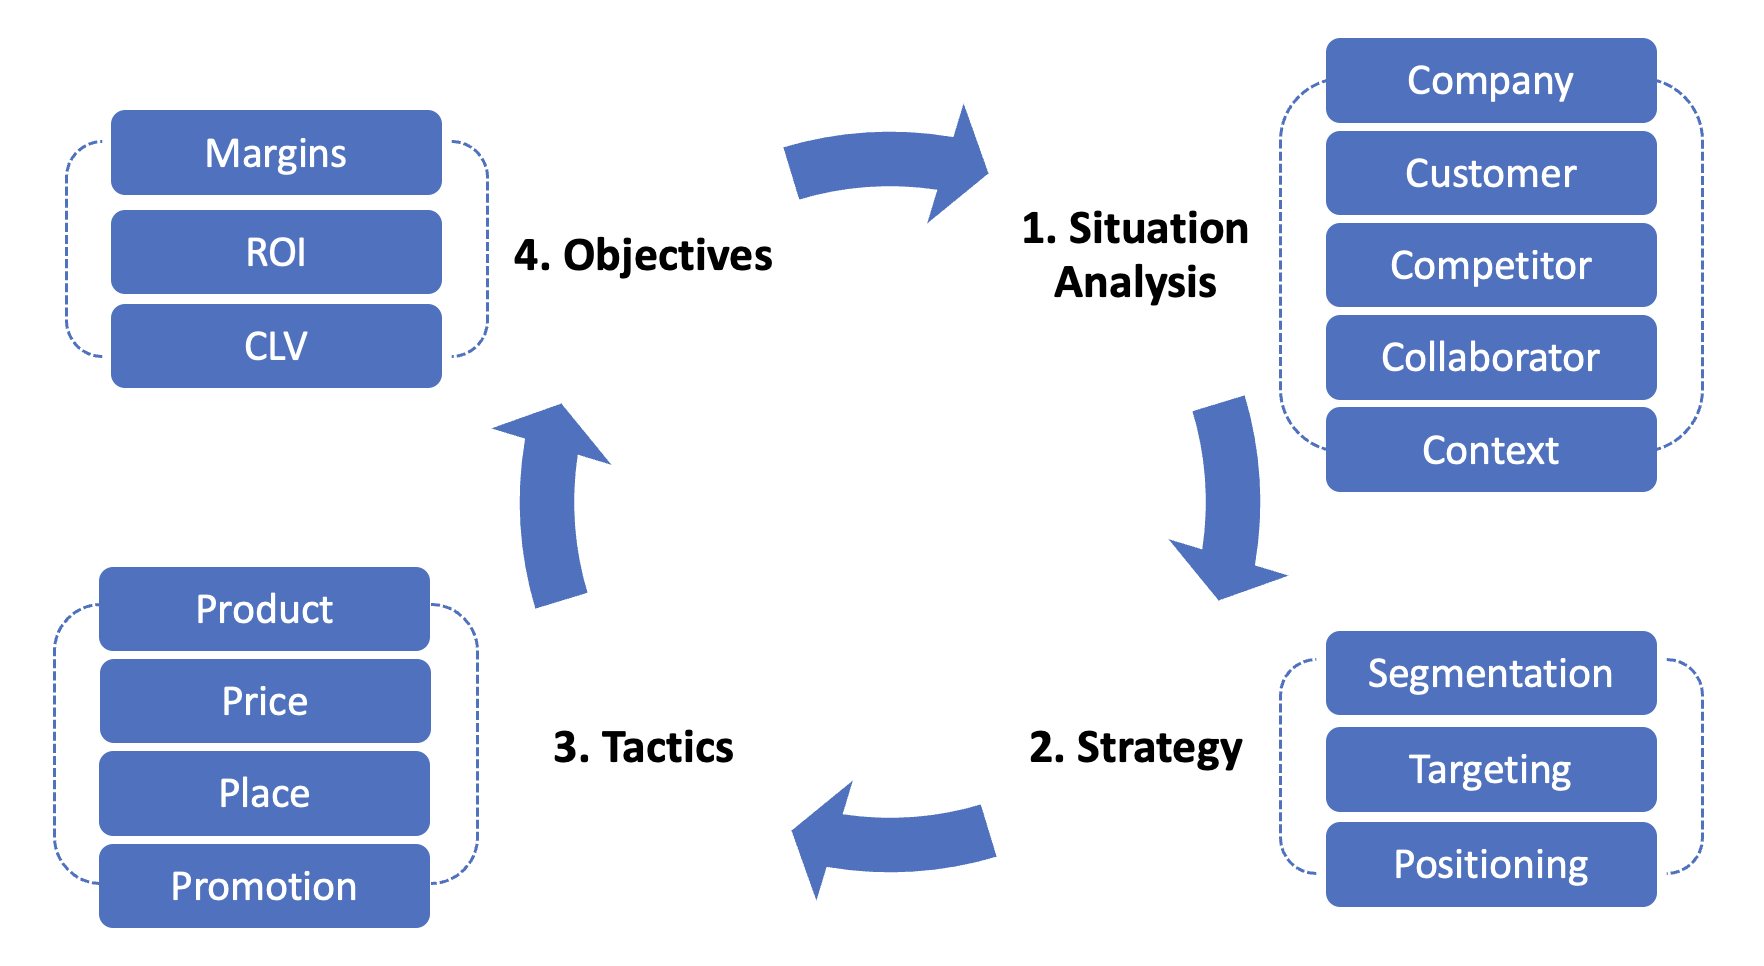 1. Situation
Analysis
Company
Customer
Competitor
Collaborator
Context
2. Strategy
Segmentation
Targeting
Positioning
3. Tactics
Product
Price
Place
Promotion
4. Objectives
Margins
ROI
CLV